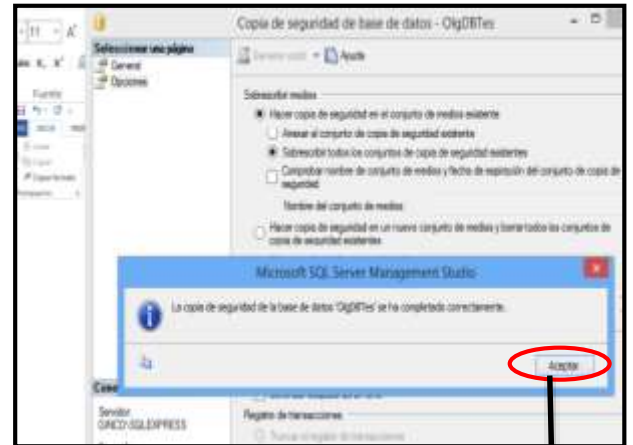 11
Copia de seguridad de base de datos - OlgDBTes
Seleccionar una página
General
Opciones
Ayuda
Fuente
Sobrescribir medios
Hacer copia de seguridad en el conjunto de medios existente
Anexar al conjunto de copia de seguridad existente
Sobrescribir todos los conjuntos de copia de seguridad existentes
Comprobar nombre de conjunto de medios y fecha de expiración del conjunto de copia de
seguridad
Nombre del conjunto de medios
Hacer copia de seguridad en un nuevo conjunto de medios y borrar todos los conjuntos de
copia de seguridad existentes
Microsoft SQL Server Management Studio
La copia de seguridad de la base de datos 'OlgDBTes' se ha completado correctamente.
Aceptar
Cone
Servidor
Registro de transacciones